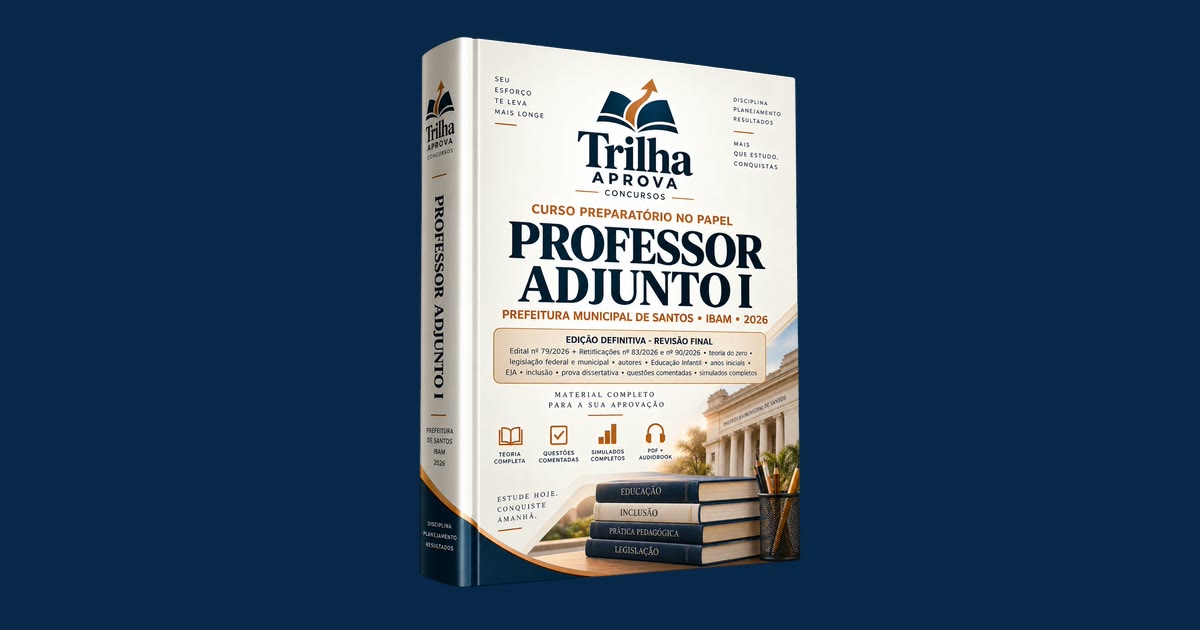 Trilha
APROVA
CONCURSOS
PROFESSOR ADJUNTO I
PREFEITURA
DE SANTOS
IBAM
2026
DISCIPLINA
PLANEJAMENTO
RESULTADOS
SEU
ESFORÇO
TE LEVA
MAIS LONGE
Trilha
APROVA
CONCURSOS
DISCIPLINA
PLANEJAMENTO
RESULTADOS
MAIS
QUE ESTUDO,
CONQUISTAS
CURSO PREPARATÓRIO NO PAPEL
PROFESSOR
ADJUNTO I
PREFEITURA MUNICIPAL DE SANTOS • IBAM • 2026
EDIÇÃO DEFINITIVA - REVISÃO FINAL
Edital nº 79/2026 + Retificações nº 83/2026 e nº 90/2026 • teoria do zero •
legislação federal e municipal • autores • Educação Infantil • anos iniciais •
EJA • inclusão • prova dissertativa • questões comentadas • simulados completos
MATERIAL COMPLETO
PARA A SUA APROVAÇÃO
TEORIA
COMPLETA
QUESTÕES
COMENTADAS
SIMULADOS
COMPLETOS
PDF +
AUDIOBOOK
PREFEITURA MUNICIPAL DE SANTOS
ESTUDE HOJE.
CONQUISTE
AMANHÃ.
EDUCAÇÃO
INCLUSÃO
PRÁTICA PEDAGÓGICA
LEGISLAÇÃO